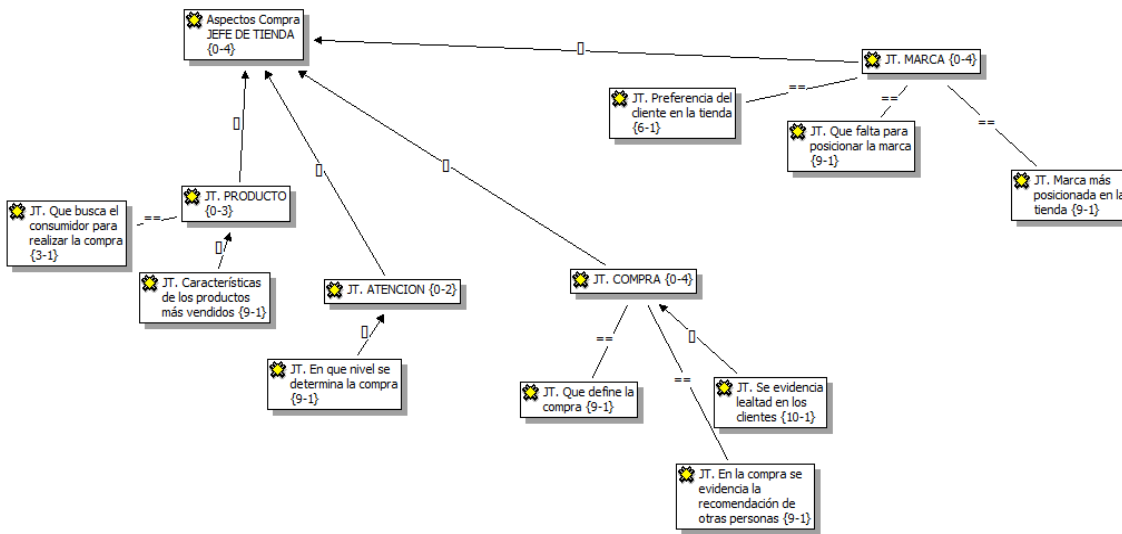 Aspectos Compra
JEFE DE TIENDA
{0-4}
[]
JT. MARCA {0-4}
==
==
==
JT. Preferencia del
cliente en la tienda
{6-1}
JT. Que falta para
posicionar la marca
{9-1}
JT. Marca más
posicionada en la
tienda {9-1}
[]
[]
[]
JT. PRODUCTO
{0-3}
==
JT. Que busca el
consumidor para
realizar la compra
{3-1}
[]
JT. Características
de los productos
más vendidos {9-1}
JT. ATENCION {0-2}
[]
JT. En que nivel se
determina la compra
{9-1}
JT. COMPRA {0-4}
==
==
[]
JT. Que define la
compra {9-1}
JT. Se evidencia
lealtad en los
clientes {10-1}
JT. En la compra se
evidencia la
recomendación de
otras personas {9-1}